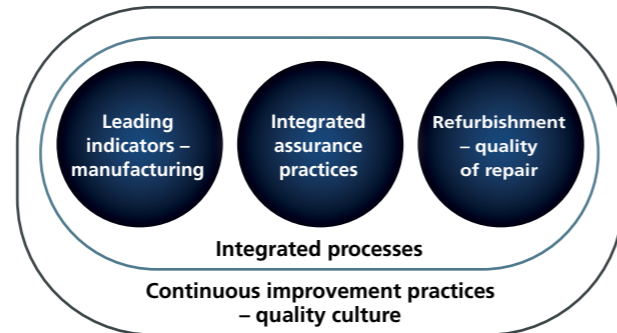 Leading
indicators –
manufacturing
Integrated
assurance
practices
Refurbishment
– quality
of repair
Integrated processes
Continuous improvement practices
– quality culture